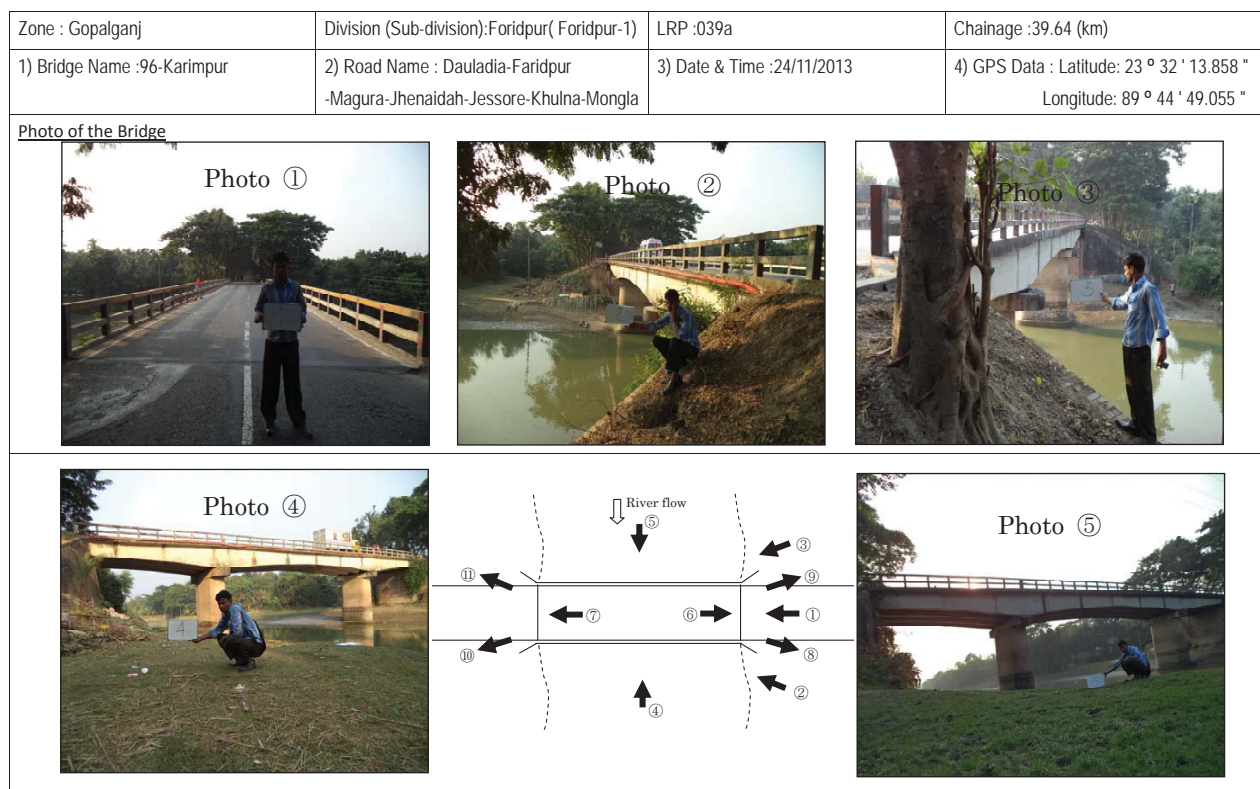 Zone : Gopalganj
Division (Sub-division):Foridpur( Foridpur-1)
LRP :039a
Chainage :39.64 (km)
1) Bridge Name :96-Karimpur
2) Road Name : Dauladia-Faridpur
-Magura-Jhenaidah-Jessore-Khulna-Mongla
3) Date & Time :24/11/2013
4) GPS Data : Latitude: 23 º 32 ' 13.858 "
Longitude: 89 º 44 ' 49.055 "
Photo of the Bridge
Photo ①
Photo ②
Photo ③
3
Photo ④
4
River flow
⑤
③
⑪
⑨
⑦
⑥
①
⑩
⑧
②
④
Photo ⑤